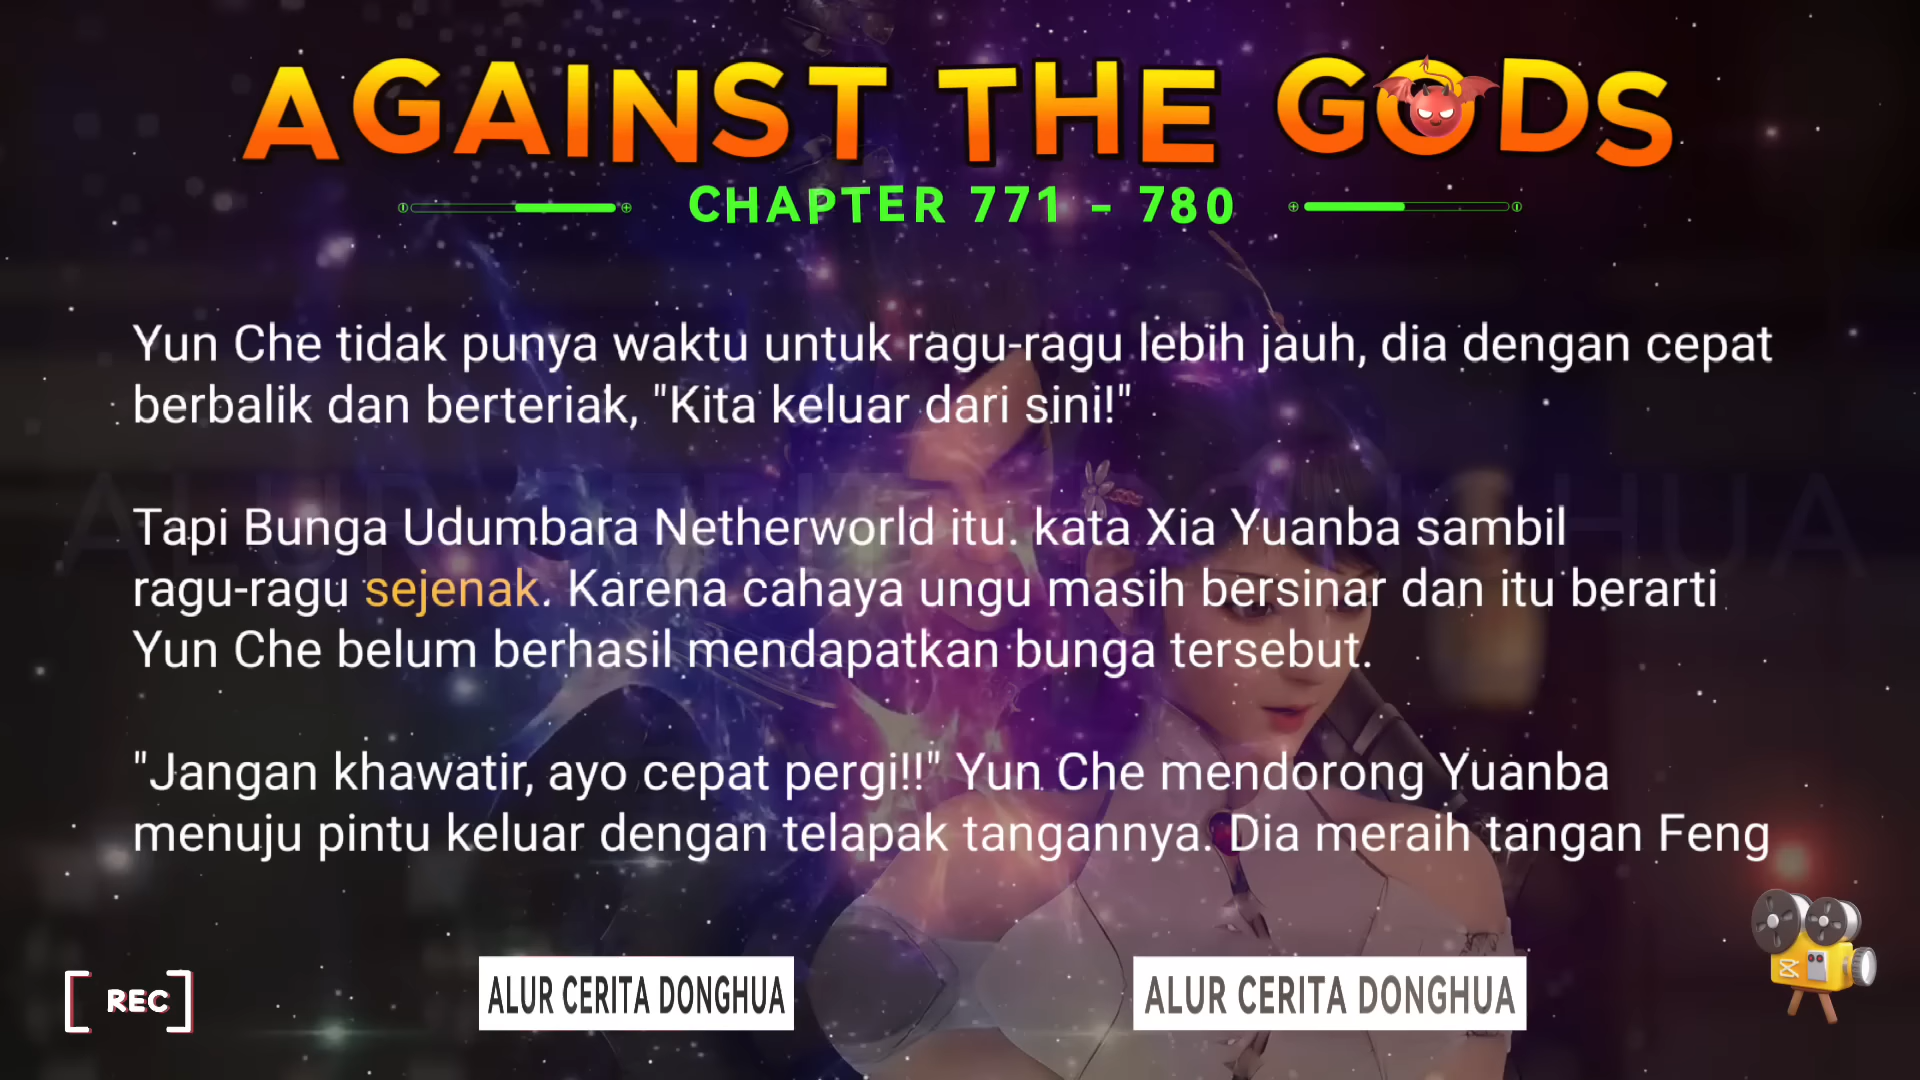 AGAINST THE GODS
CHAPTER 771 - 780
Yun Che tidak punya waktu untuk ragu-ragu lebih jauh, dia dengan cepat
berbalik dan berteriak, "Kita keluar dari sini!"
Tapi Bunga Udumbara Netherworld itu. kata Xia Yuanba sambil
ragu-ragu sejenak. Karena cahaya ungu masih bersinar dan itu berarti
Yun Che belum berhasil mendapatkan bunga tersebut.
"Jangan khawatir, ayo cepat pergi!!" Yun Che mendorong Yuanba
menuju pintu keluar dengan telapak tangannya. Dia meraih tangan Feng
REC
ALUR CERITA DONGHUA
ALUR CERITA DONGHUA
ALUR CERITA DONGHUA